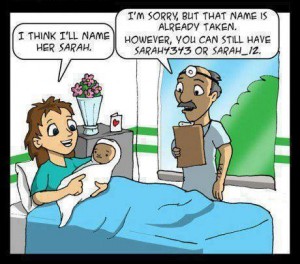 I THINK I'LL NAME
HER SARAH.
I'M SORRY, BUT THAT NAME IS
ALREADY TAKEN.
HOWEVER, YOU CAN STILL HAVE
SARAH4343 OR SARAH_12.